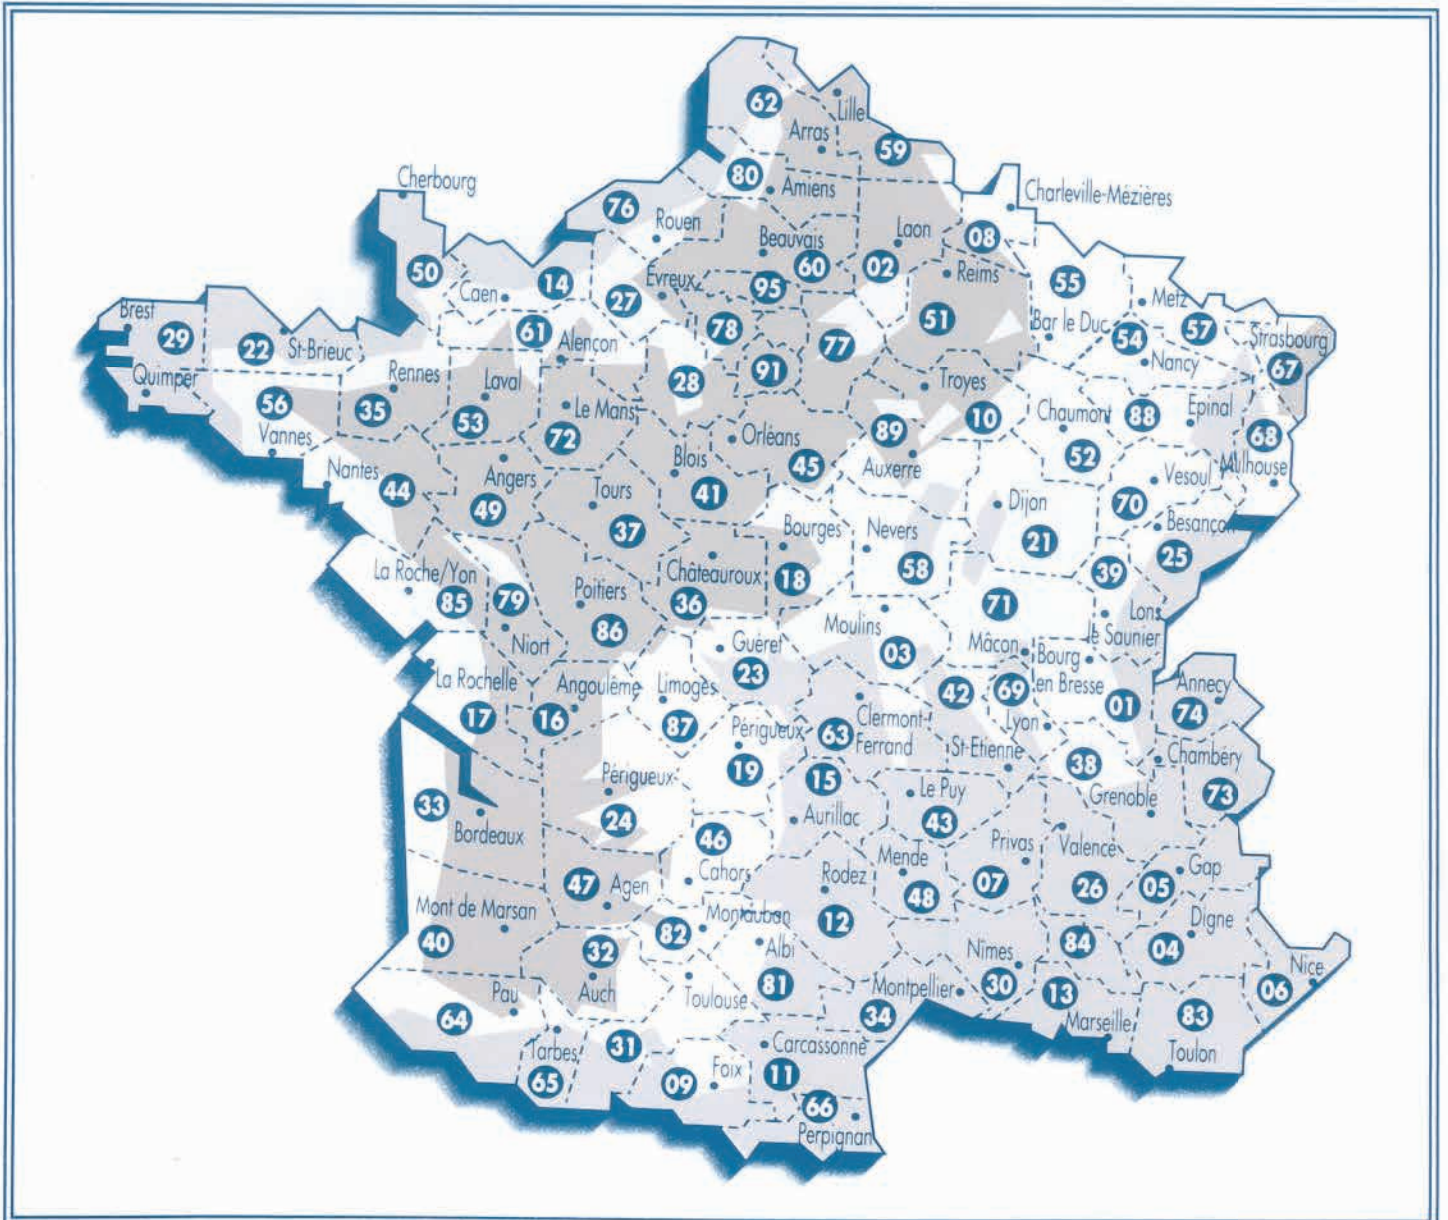 62
Lille
Arras
59
80
Amiens
Cherbourg
Charleville-Mézières
76
Rouen
Beauvais
60
Laon
02
08
Reims
50
14
Caen
27
Évreux
95
55
Metz
57
Brest
29
22
St-Brieuc
61
Alençon
78
77
51
Bar le Duc
54
Nancy
Strasbourg
67
Quimper
56
Vannes
Rennes
35
Laval
53
Le Mans
72
28
91
Troyes
10
Chaumont
52
88
Epinal
68
Mulhouse
Nantes
44
Angers
49
Tours
37
Blois
41
Orléans
45
89
Auxerre
Vesoul
70
Dijon
21
Besançon
25
39
Bourges
18
Nevers
58
La Roche/Yon
85
79
Niort
Poitiers
86
Châteauroux
36
71
Mâcon
Lons
le Saunier
Moulins
03
Guéret
23
La Rochelle
17
Angoulême
16
Limoges
87
42
69
Lyon
Bourg
en Bresse
01
Annecy
74
Clermont-
Ferrand
63
St-Etienne
38
Chambéry
73
Périgueux
19
15
Aurillac
Le Puy
43
Grenoble
33
Bordeaux
Périgueux
24
46
Cahors
Rodez
12
Mende
48
Privas
07
Valence
26
05
Gap
47
Agen
Mont de Marsan
40
82
Montauban
Albi
81
84
04
Digne
32
Auch
Toulouse
Nîmes
30
Montpellier
34
13
Marseille
83
Toulon
06
Nice
Pau
64
Tarbes
65
31
09
Foix
Carcassonne
11
66
Perpignan